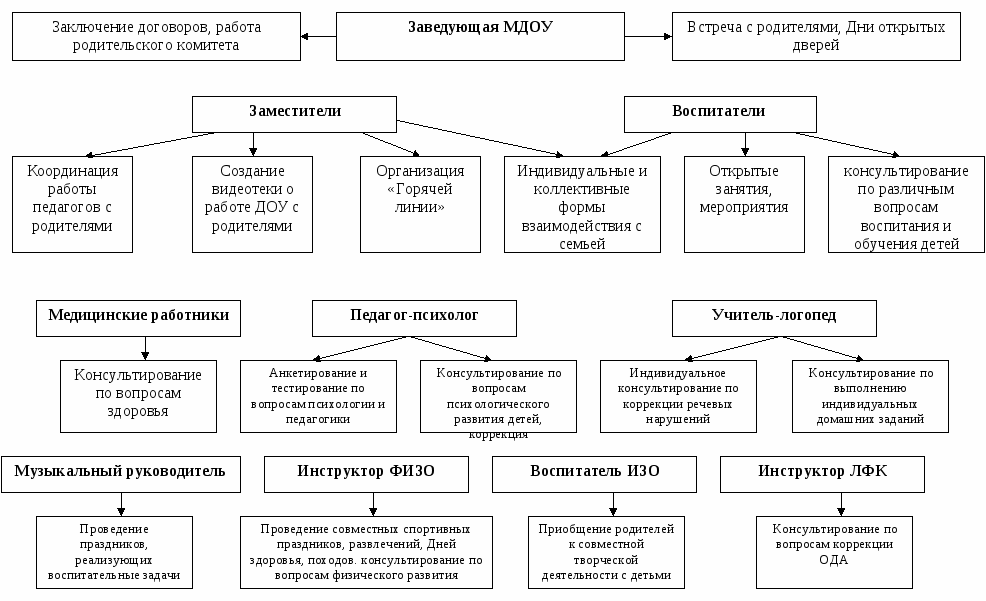 Заключение договоров, работа
родительского комитета
Заведующая МДОУ
Встреча с родителями, Дни открытых
дверей
Заместители
Воспитатели
Координация
работы
педагогов с
родителями
Создание
видеотеки о
работе ДОУ с
родителями
Организация
«Горячей
линии»
Индивидуальные и
коллективные
формы
взаимодействия с
семьей
Открытые
занятия,
мероприятия
консультирование
по различным
вопросам
воспитания и
обучения детей
Медицинские работники
Педагог-психолог
Учитель-логопед
Консультирование
по вопросам
здоровья
Анкетирование и
тестирование по
вопросам психологии и
педагогики
Консультирование по
вопросам
психологического
развития детей,
коррекция
Индивидуальное
консультирование по
коррекции речевых
нарушений
Консультирование по
выполнению
индивидуальных
домашних заданий
Музыкальный руководитель
Инструктор ФИЗО
Воспитатель ИЗО
Инструктор ЛФК
Проведение
праздников,
реализующих
воспитательные задачи
Проведение совместных спортивных
праздников, развлечений, Дней
здоровья, походов. консультирование по
вопросам физического развития
Приобщение родителей
к совместной
творческой
деятельности с детьми
Консультирование по
вопросам коррекции
ОДА